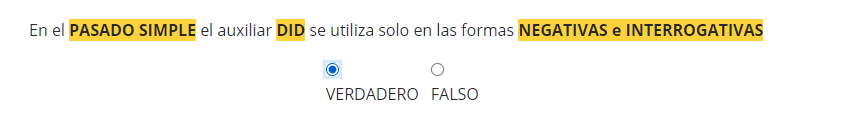 En el PASADO SIMPLE el auxiliar DID se utiliza solo en las formas NEGATIVAS e INTERROGATIVAS
VERDADERO FALSO